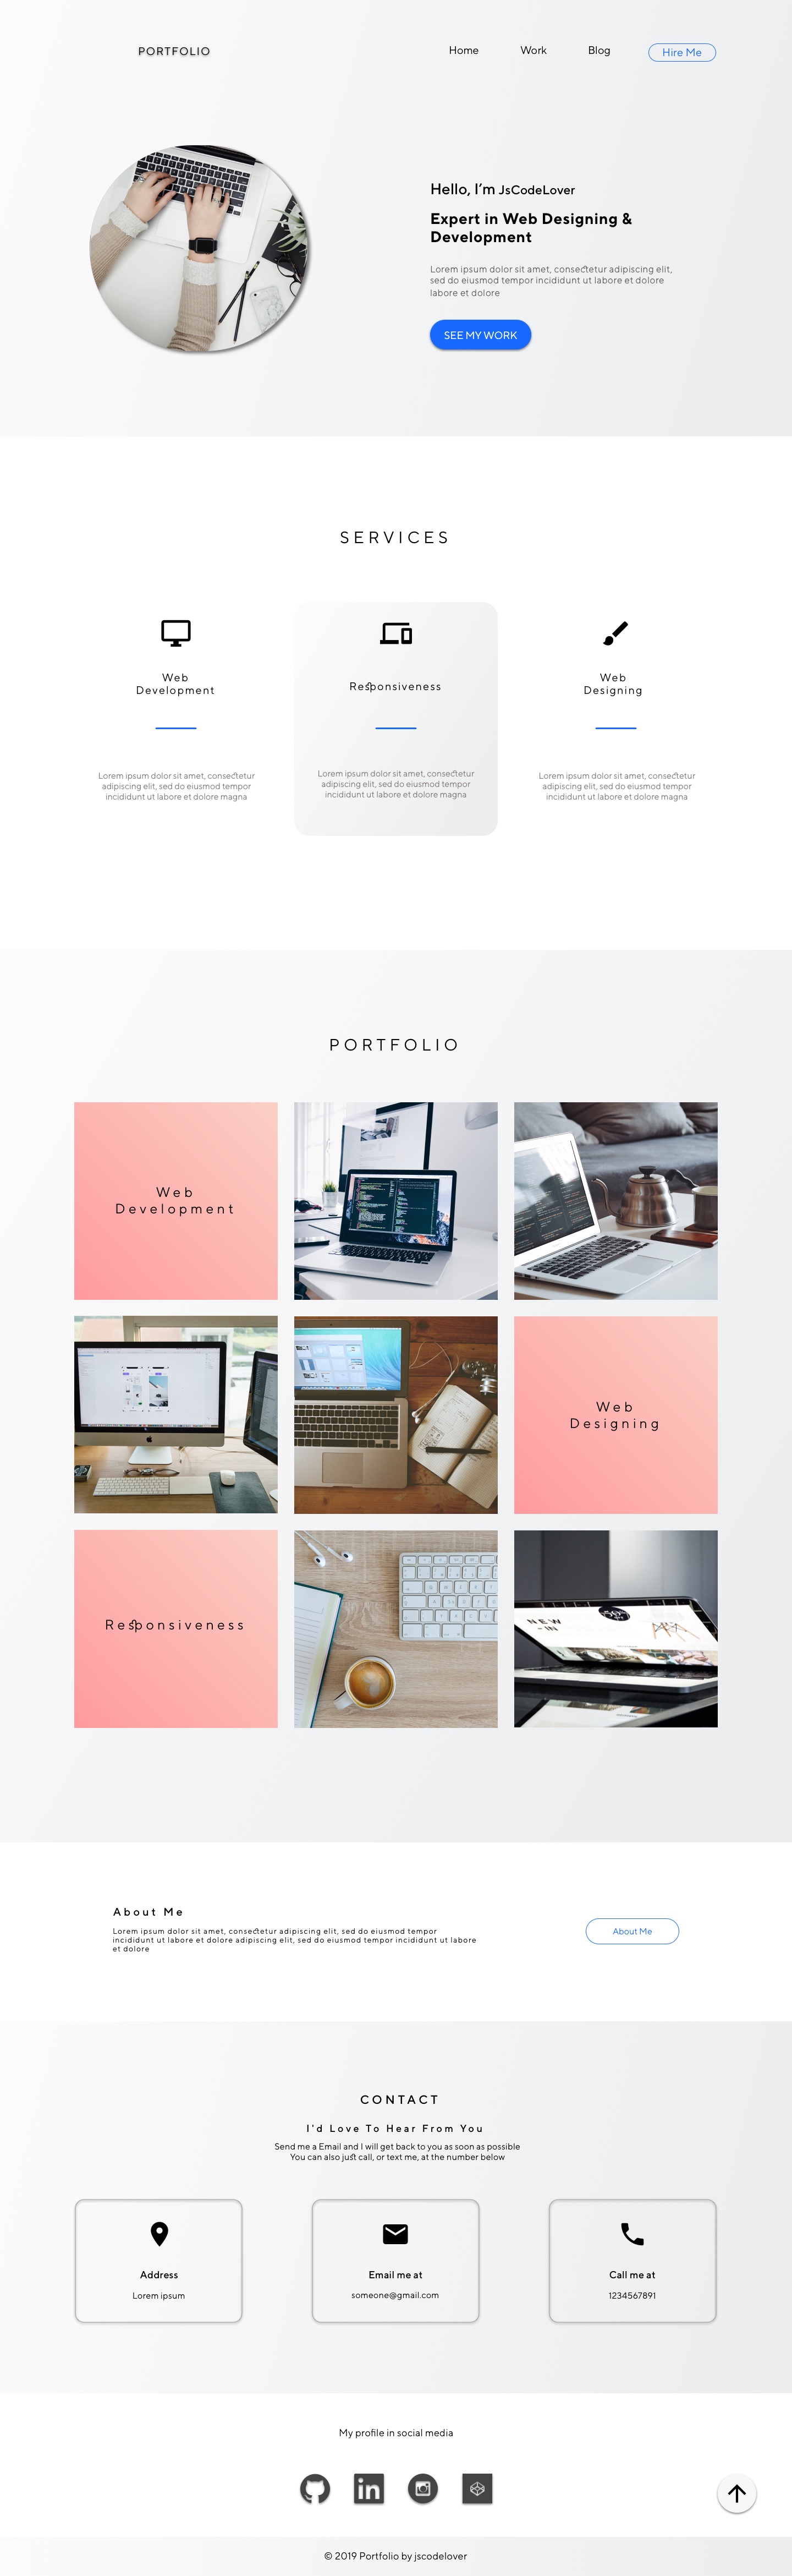 PORTFOLIO
Home Work Blog Hire Me
Hello, I'm JsCodeLover
Expert in Web Designing &
Development
Lorem ipsum dolor sit amet, consectetur adipiscing elit,
sed do eiusmod tempor incididunt ut labore et dolore
labore et dolore
SEE MY WORK
SERVICES
Web
Development
Lorem ipsum dolor sit amet, consectetur
adipiscing elit, sed do eiusmod tempor
incididunt ut labore et dolore magna
Responsiveness
Lorem ipsum dolor sit amet, consectetur
adipiscing elit, sed do eiusmod tempor
incididunt ut labore et dolore magna
Web
Designing
Lorem ipsum dolor sit amet, consectetur
adipiscing elit, sed do eiusmod tempor
incididunt ut labore et dolore magna
PORTFOLIO
Web
Development
Web
Designing
Responsiveness
NEW
-IN
About Me
Lorem ipsum dolor sit amet, consectetur adipiscing elit, sed do eiusmod tempor
incididunt ut labore et dolore adipiscing elit, sed do eiusmod tempor incididunt ut labore
et dolore
About Me
CONTACT
I'd Love To Hear From You
Send me a Email and I will get back to you as soon as possible
You can also just call, or text me, at the number below
Address
Lorem ipsum
Email me at
someone@gmail.com
Call me at
1234567891
My profile in social media
in
© 2019 Portfolio by jscodelover